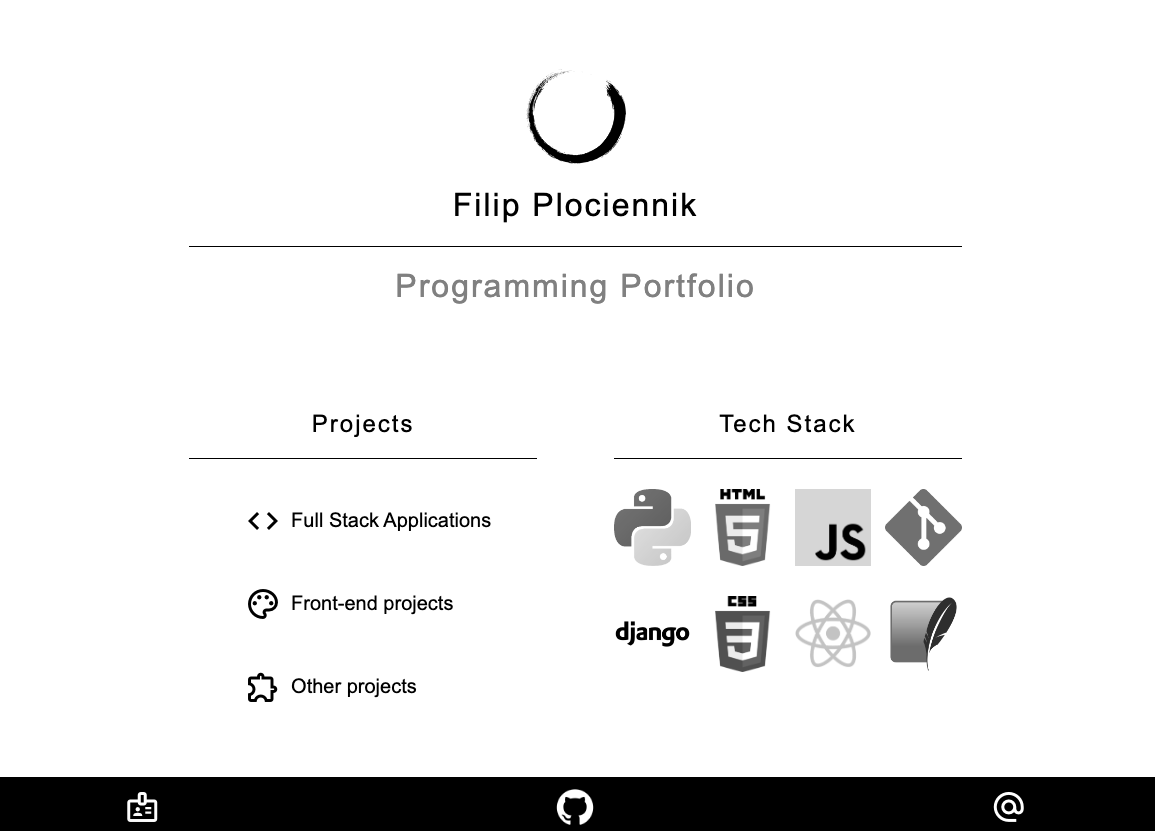 Filip Plociennik
Programming Portfolio
Projects
Full Stack Applications
Front-end projects
Other projects
Tech Stack
HTML
5
JS
django
CSS
3
@